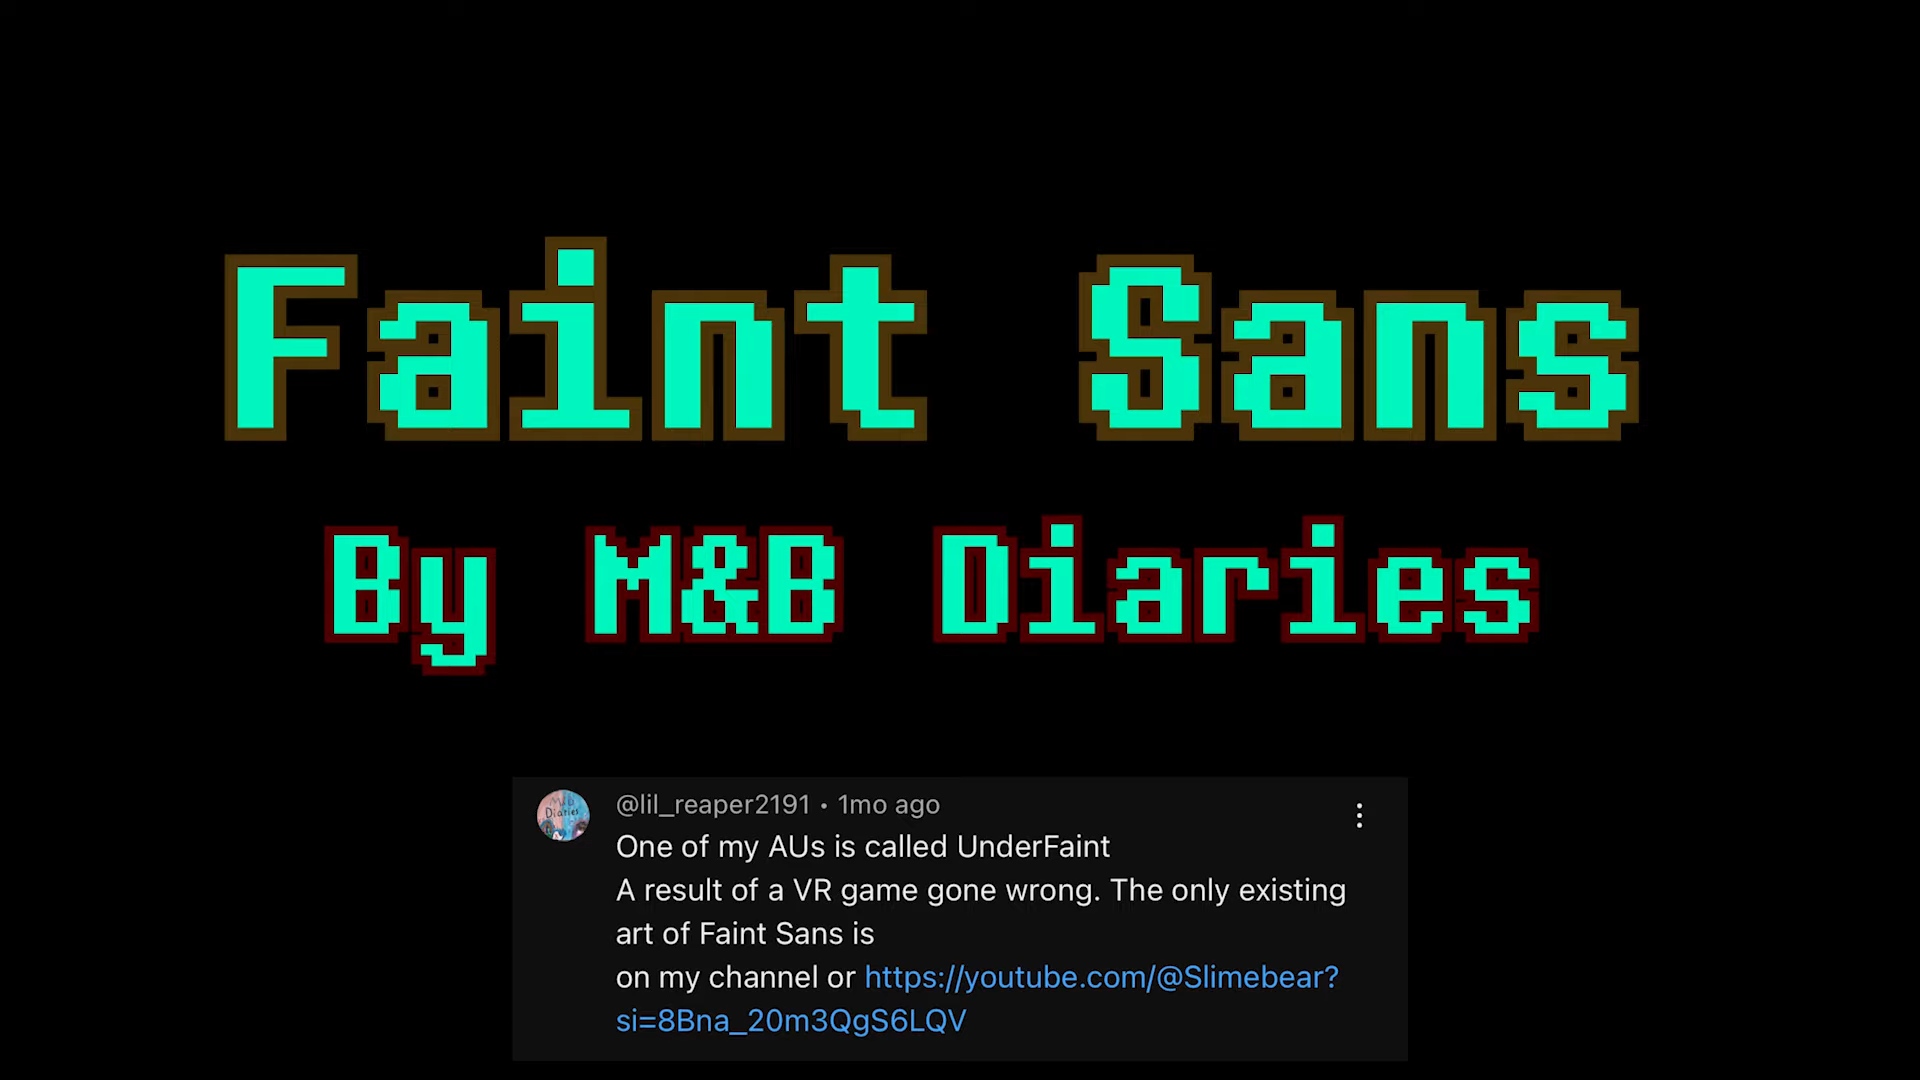 Faint Sans
By M&B Diaries
M&B
Diaries
@lil_reaper2191 • 1mo ago
One of my AUs is called UnderFaint
A result of a VR game gone wrong. The only existing
art of Faint Sans is
on my channel or https://youtube.com/@Slimebear?
si=8Bna_20m3QgS6LQV